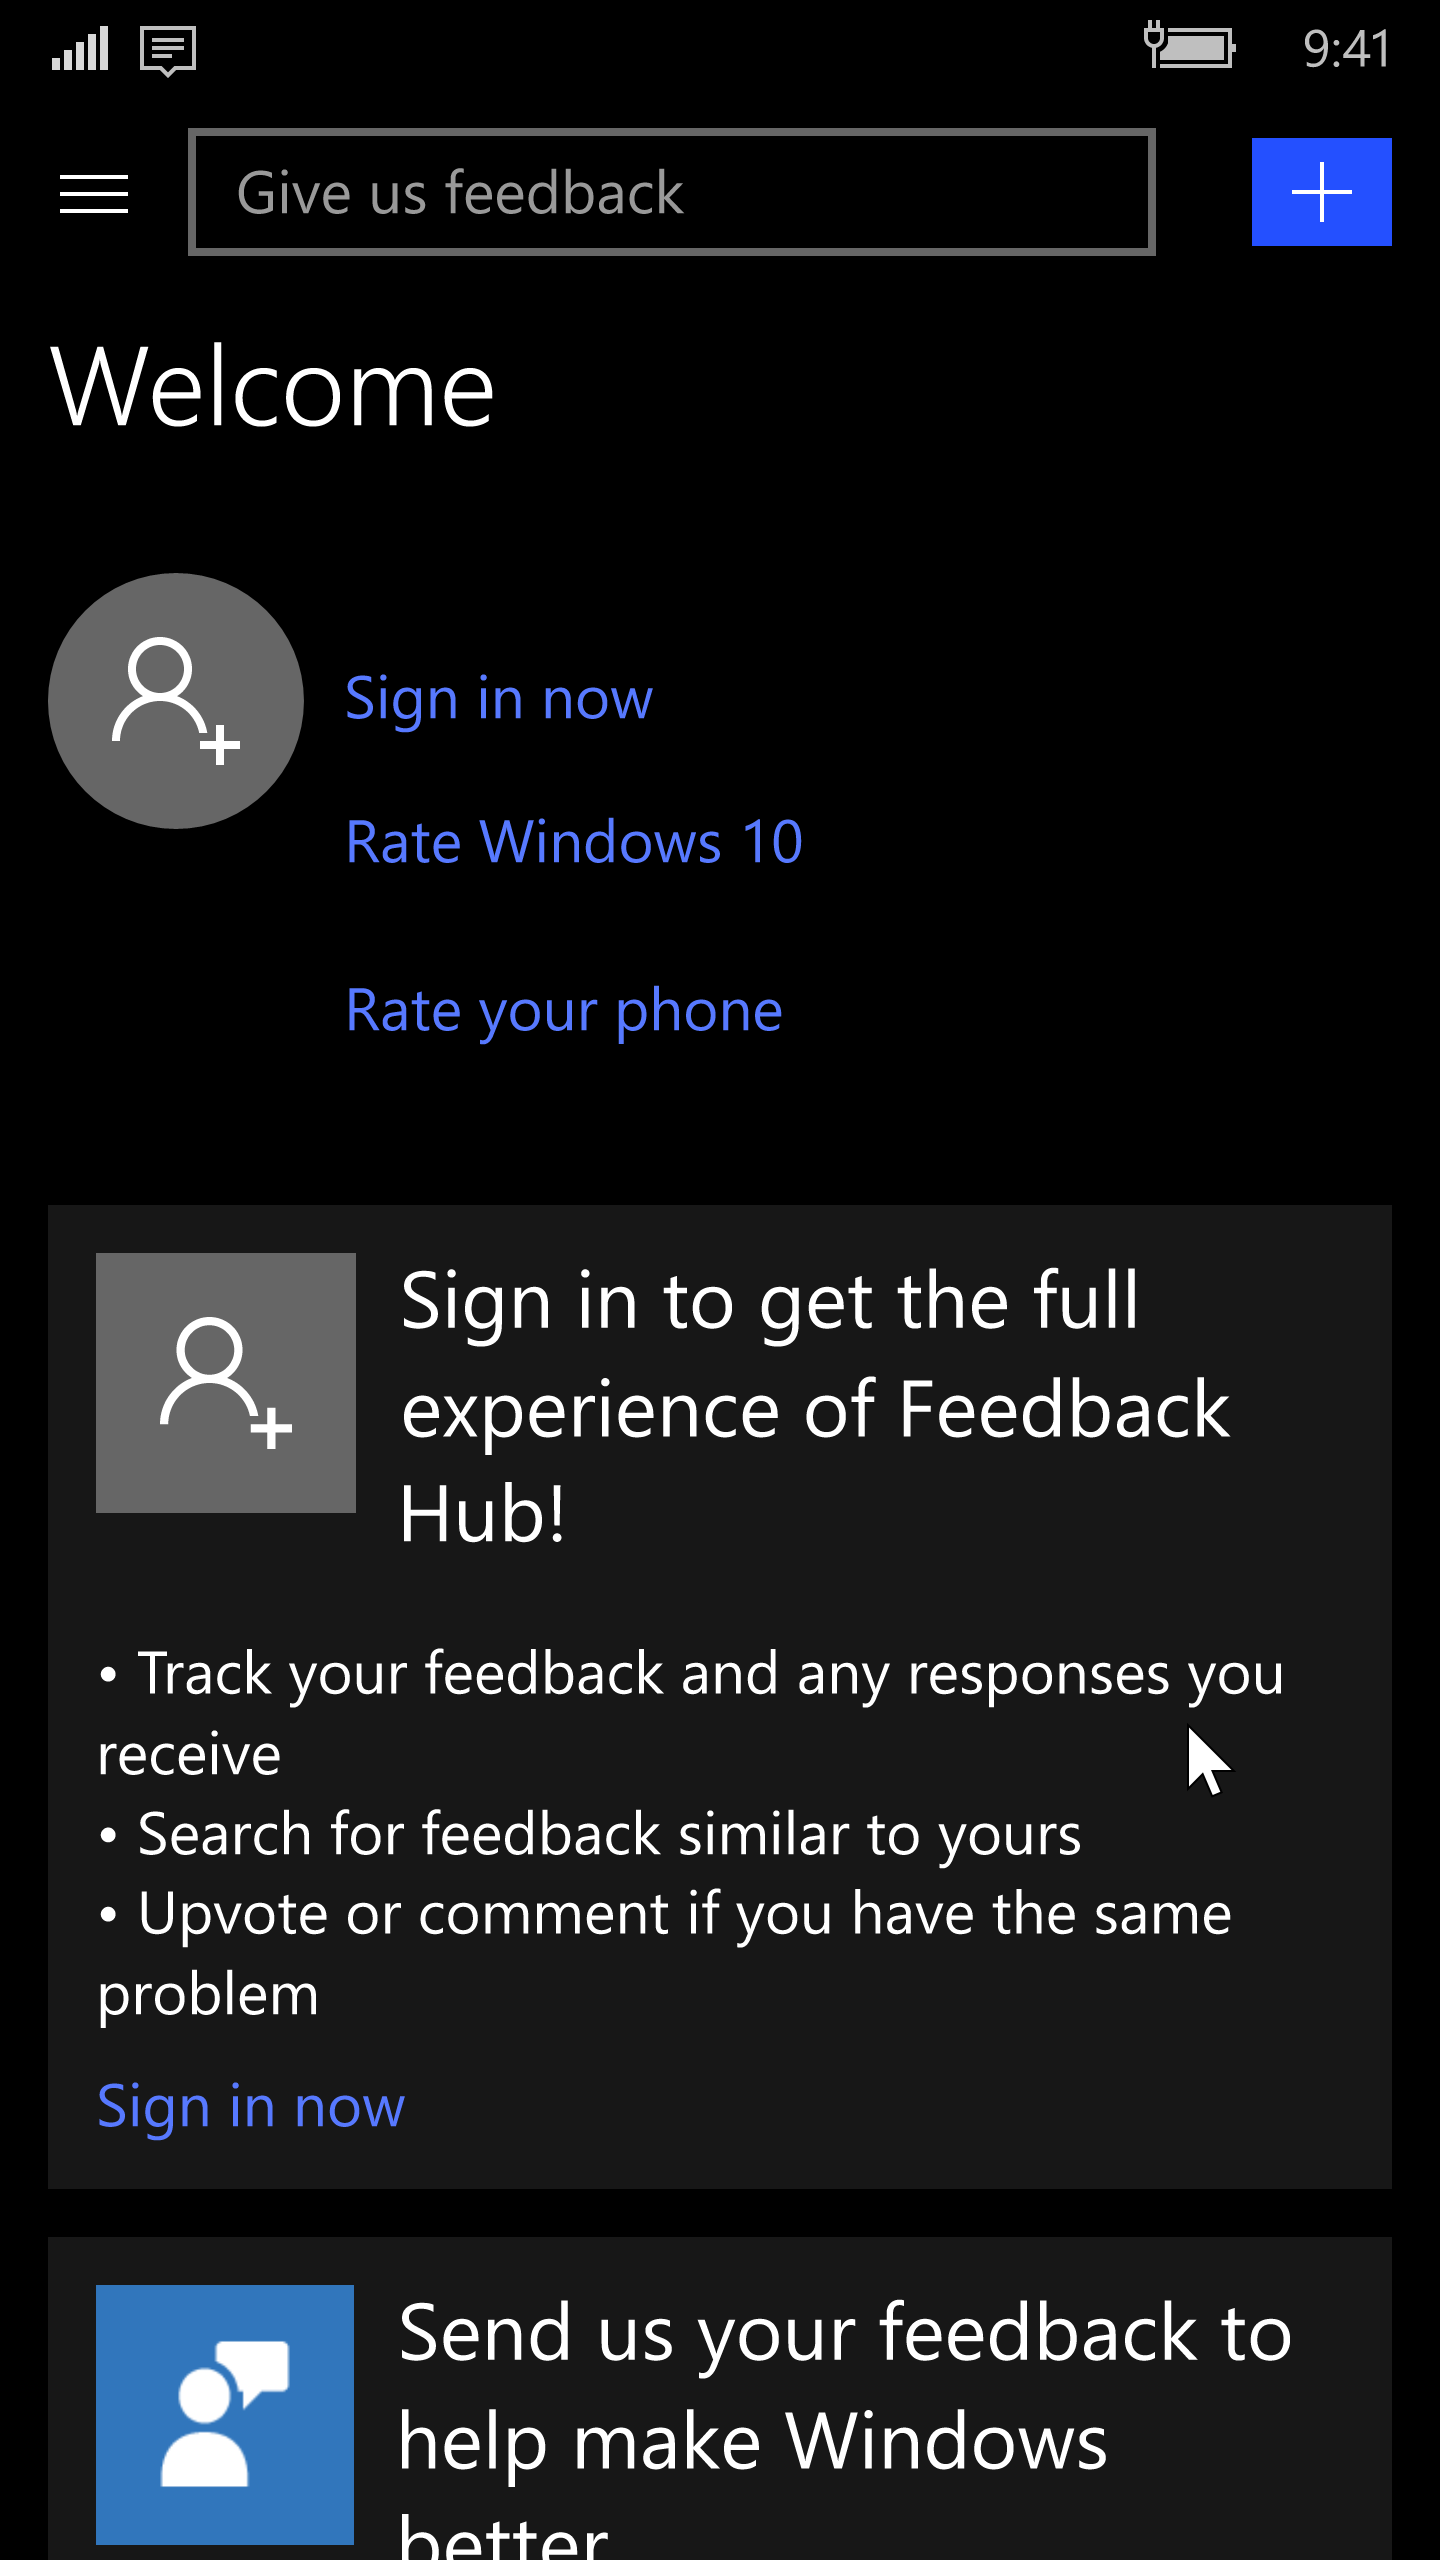 9:41
Give us feedback
Welcome
Sign in now
Rate Windows 10
Rate your phone
Sign in to get the full
experience of Feedback
Hub!
• Track your feedback and any responses you
receive
• Search for feedback similar to yours
• Upvote or comment if you have the same
problem
Sign in now
Send us your feedback to
help make Windows
better